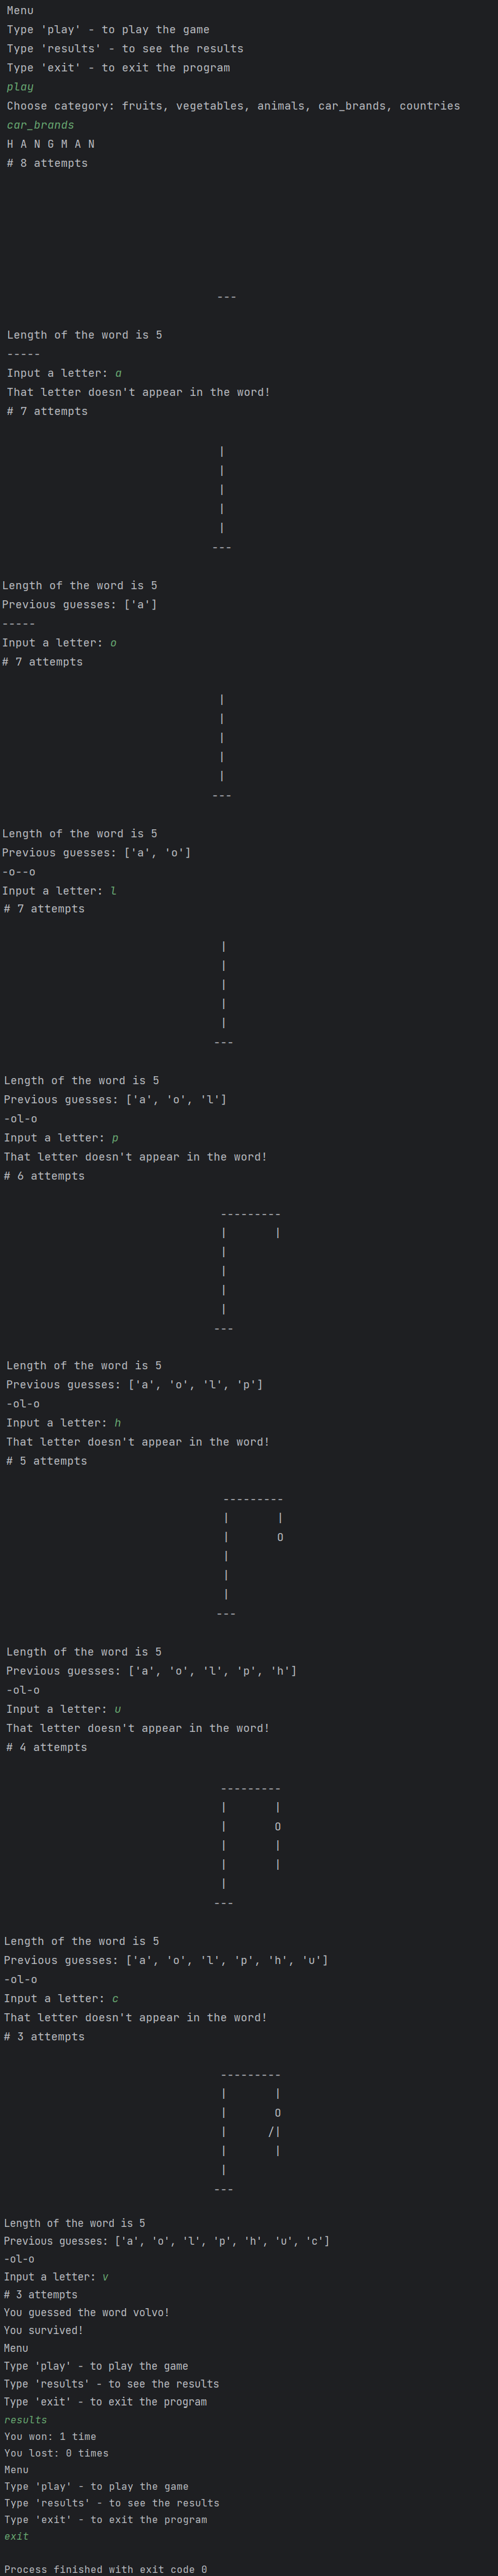 Menu
Type 'play' - to play the game
Type 'results' - to see the results
Type 'exit' - to exit the program
play
Choose category: fruits, vegetables, animals, car_brands, countries
car_brands
H A N G M A N
# 8 attempts
---
Length of the word is 5
-----
Input a letter: a
That letter doesn't appear in the word!
# 7 attempts
|
|
|
|
|
---
Length of the word is 5
Previous guesses: ['a']
-----
Input a letter: o
# 7 attempts
|
|
|
|
|
---
Length of the word is 5
Previous guesses: ['a', 'o']
-o--o
Input a letter: l
# 7 attempts
|
|
|
|
|
---
Length of the word is 5
Previous guesses: ['a', 'o', 'l']
-ol-o
Input a letter: p
That letter doesn't appear in the word!
# 6 attempts
---------
|       |
|
|
|
|
---
Length of the word is 5
Previous guesses: ['a', 'o', 'l', 'p']
-ol-o
Input a letter: h
That letter doesn't appear in the word!
# 5 attempts
---------
|       |
|       O
|
|
|
---
Length of the word is 5
Previous guesses: ['a', 'o', 'l', 'p', 'h']
-ol-o
Input a letter: u
That letter doesn't appear in the word!
# 4 attempts
---------
|       |
|       O
|       |
|       |
|
---
Length of the word is 5
Previous guesses: ['a', 'o', 'l', 'p', 'h', 'u']
-ol-o
Input a letter: c
That letter doesn't appear in the word!
# 3 attempts
---------
|       |
|       O
|      /|
|       |
|
---
Length of the word is 5
Previous guesses: ['a', 'o', 'l', 'p', 'h', 'u', 'c']
-ol-o
Input a letter: v
# 3 attempts
You guessed the word volvo!
You survived!
Menu
Type 'play' - to play the game
Type 'results' - to see the results
Type 'exit' - to exit the program
results
You won: 1 time
You lost: 0 times
Menu
Type 'play' - to play the game
Type 'results' - to see the results
Type 'exit' - to exit the program
exit
Process finished with exit code 0